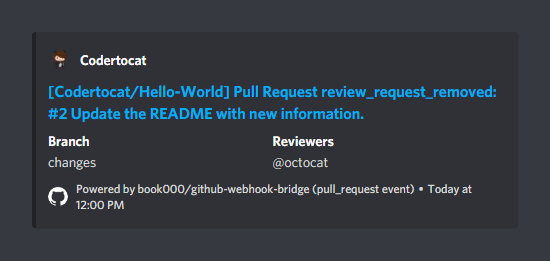 Codertocat
[Codertocat/Hello-World] Pull Request review_request_removed:
#2 Update the README with new information.
Branch
Reviewers
changes
@octocat
Powered by book000/github-webhook-bridge (pull_request event) • Today at
12:00 PM